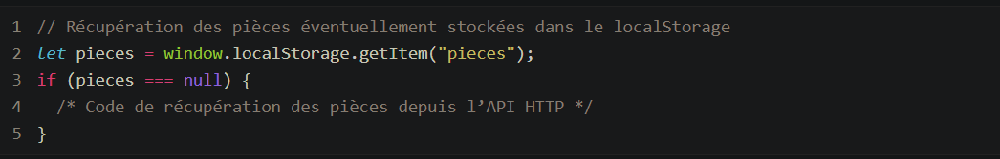 1 // Récupération des pièces éventuellement stockées dans le localStorage
2 let pieces = window.localStorage.getItem("pieces");
3 if (pieces === null) {
4   /* Code de récupération des pièces depuis l’API HTTP */
5 }